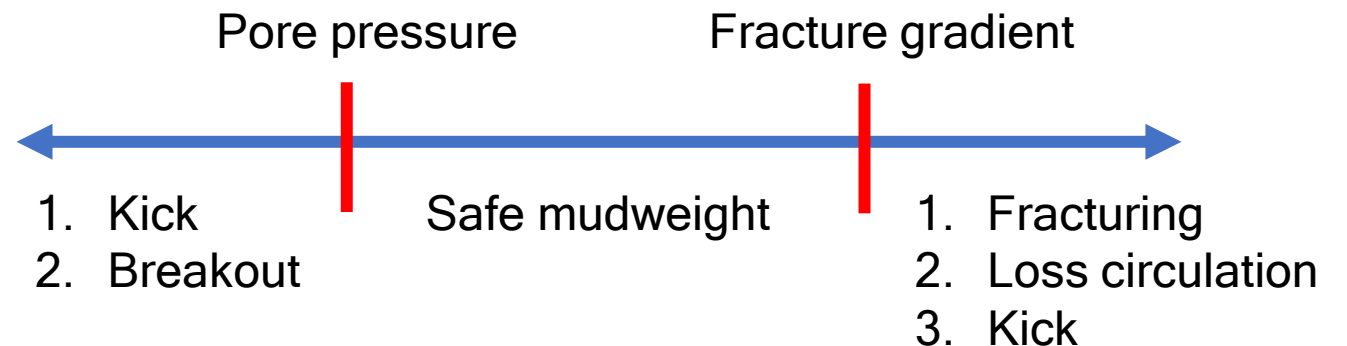 Pore pressure
Fracture gradient
1. Kick
2. Breakout
Safe mudweight
1. Fracturing
2. Loss circulation
3. Kick